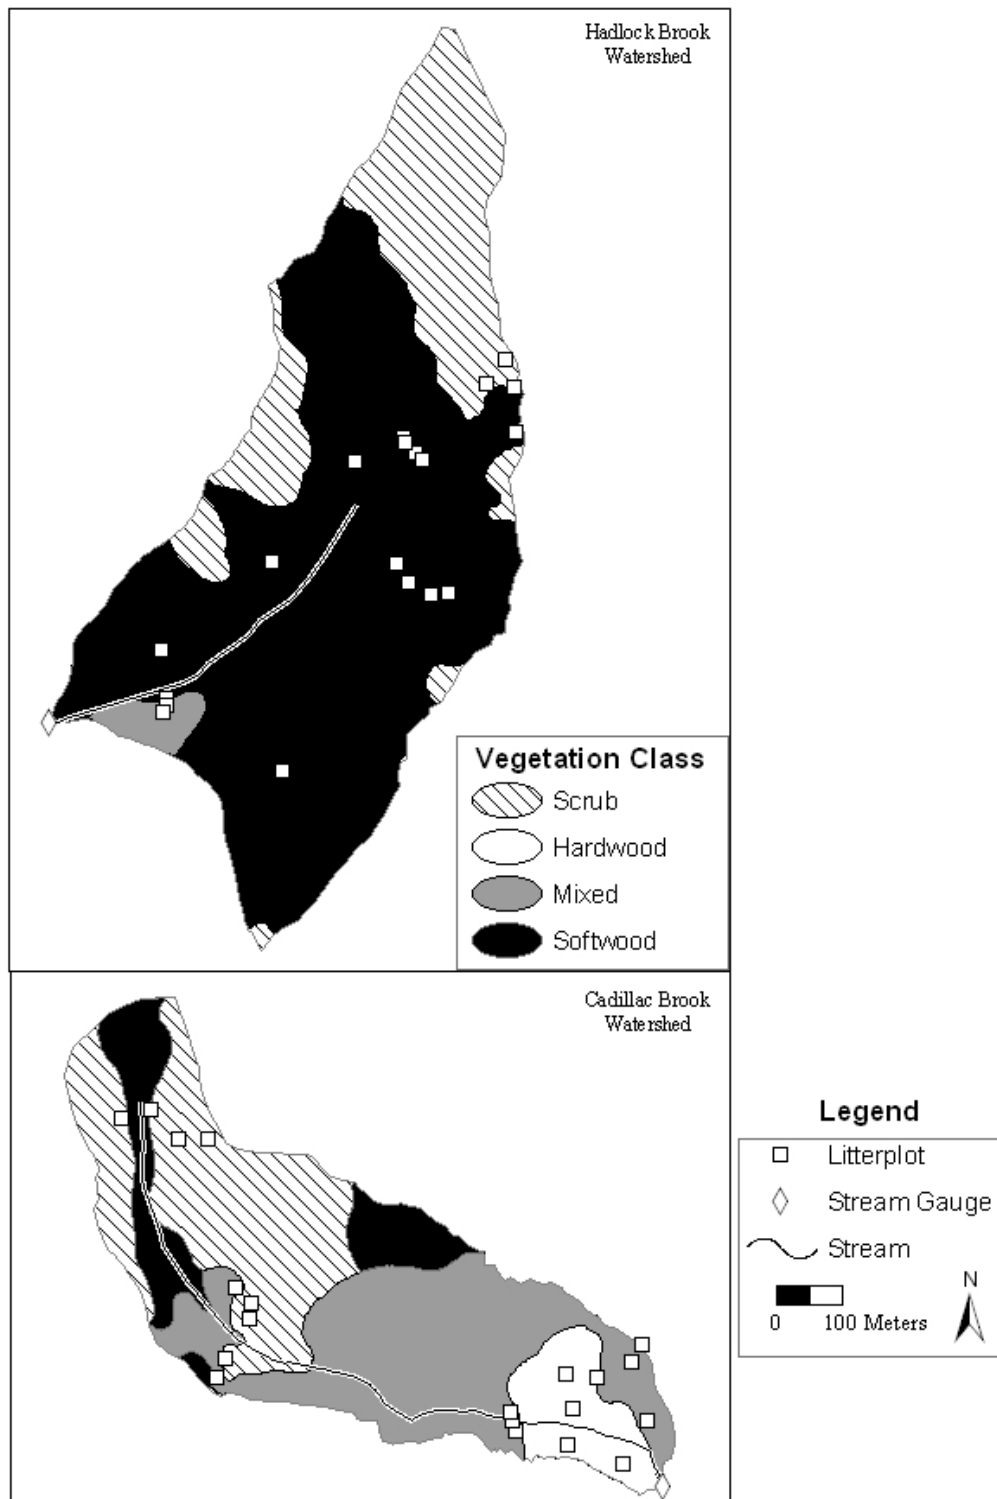 Hadlock Brook
Watershed
Vegetation Class
Scrub
Hardwood
Mixed
Softwood
Cadillac Brook
Watershed
Legend
Litterplot
Stream Gauge
Stream
N
0 100 Meters